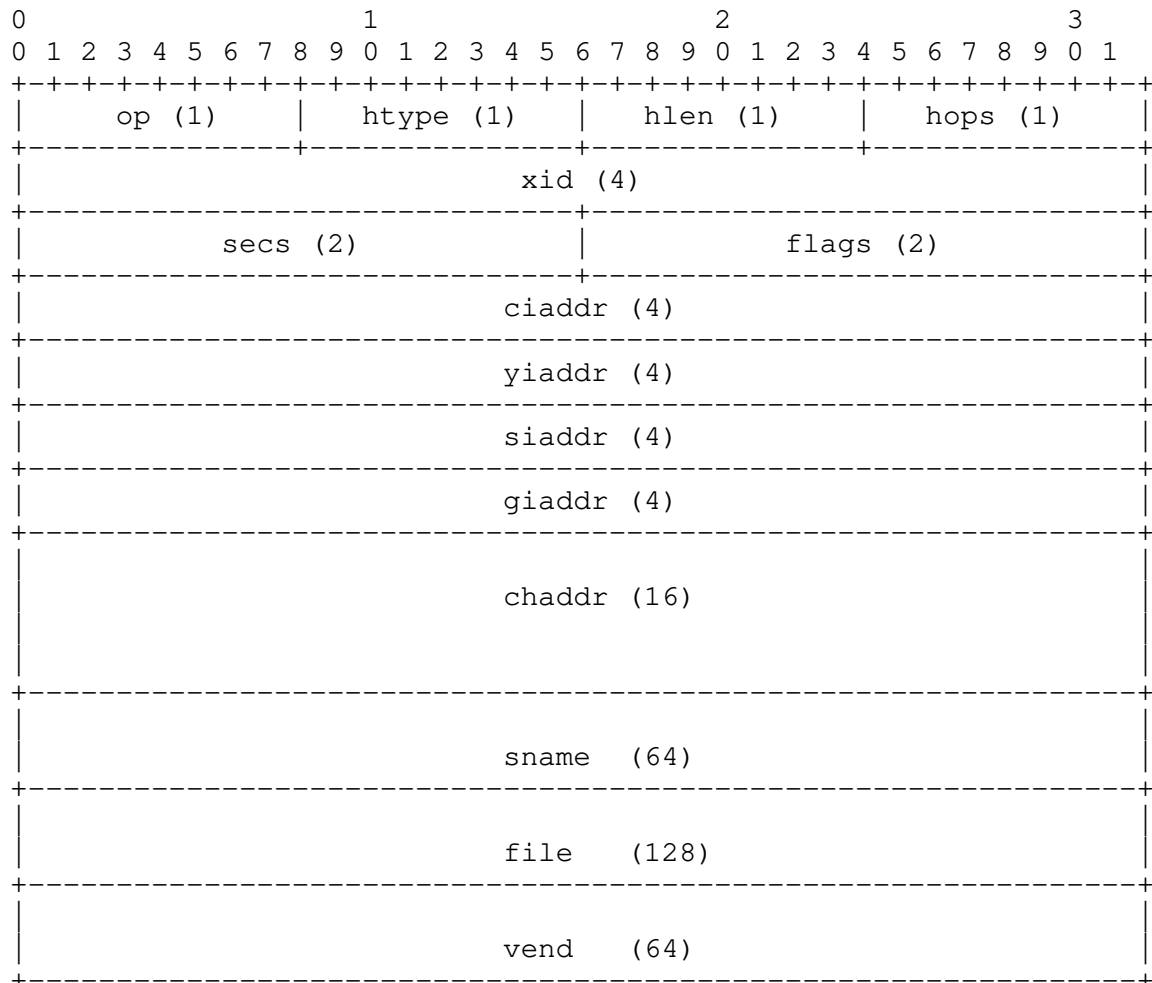 0                   1                   2                   3
0 1 2 3 4 5 6 7 8 9 0 1 2 3 4 5 6 7 8 9 0 1 2 3 4 5 6 7 8 9 0 1
+-+-+-+-+-+-+-+-+-+-+-+-+-+-+-+-+-+-+-+-+-+-+-+-+-+-+-+-+-+-+-+-+
|     op (1)    |   htype (1)   |   hlen (1)    |   hops (1)    |
+---------------+---------------+---------------+---------------+
|                            xid (4)                            |
+-------------------------------+-------------------------------+
|           secs (2)            |           flags (2)           |
+-------------------------------+-------------------------------+
|                           ciaddr (4)                          |
+---------------------------------------------------------------+
|                           yiaddr (4)                          |
+---------------------------------------------------------------+
|                           siaddr (4)                          |
+---------------------------------------------------------------+
|                           giaddr (4)                          |
+---------------------------------------------------------------+
|                                                               |
|                           chaddr (16)                         |
|                                                               |
|                                                               |
+---------------------------------------------------------------+
|                                                               |
|                           sname  (64)                         |
+---------------------------------------------------------------+
|                                                               |
|                           file   (128)                        |
+---------------------------------------------------------------+
|                                                               |
|                           vend   (64)                         |
+---------------------------------------------------------------+